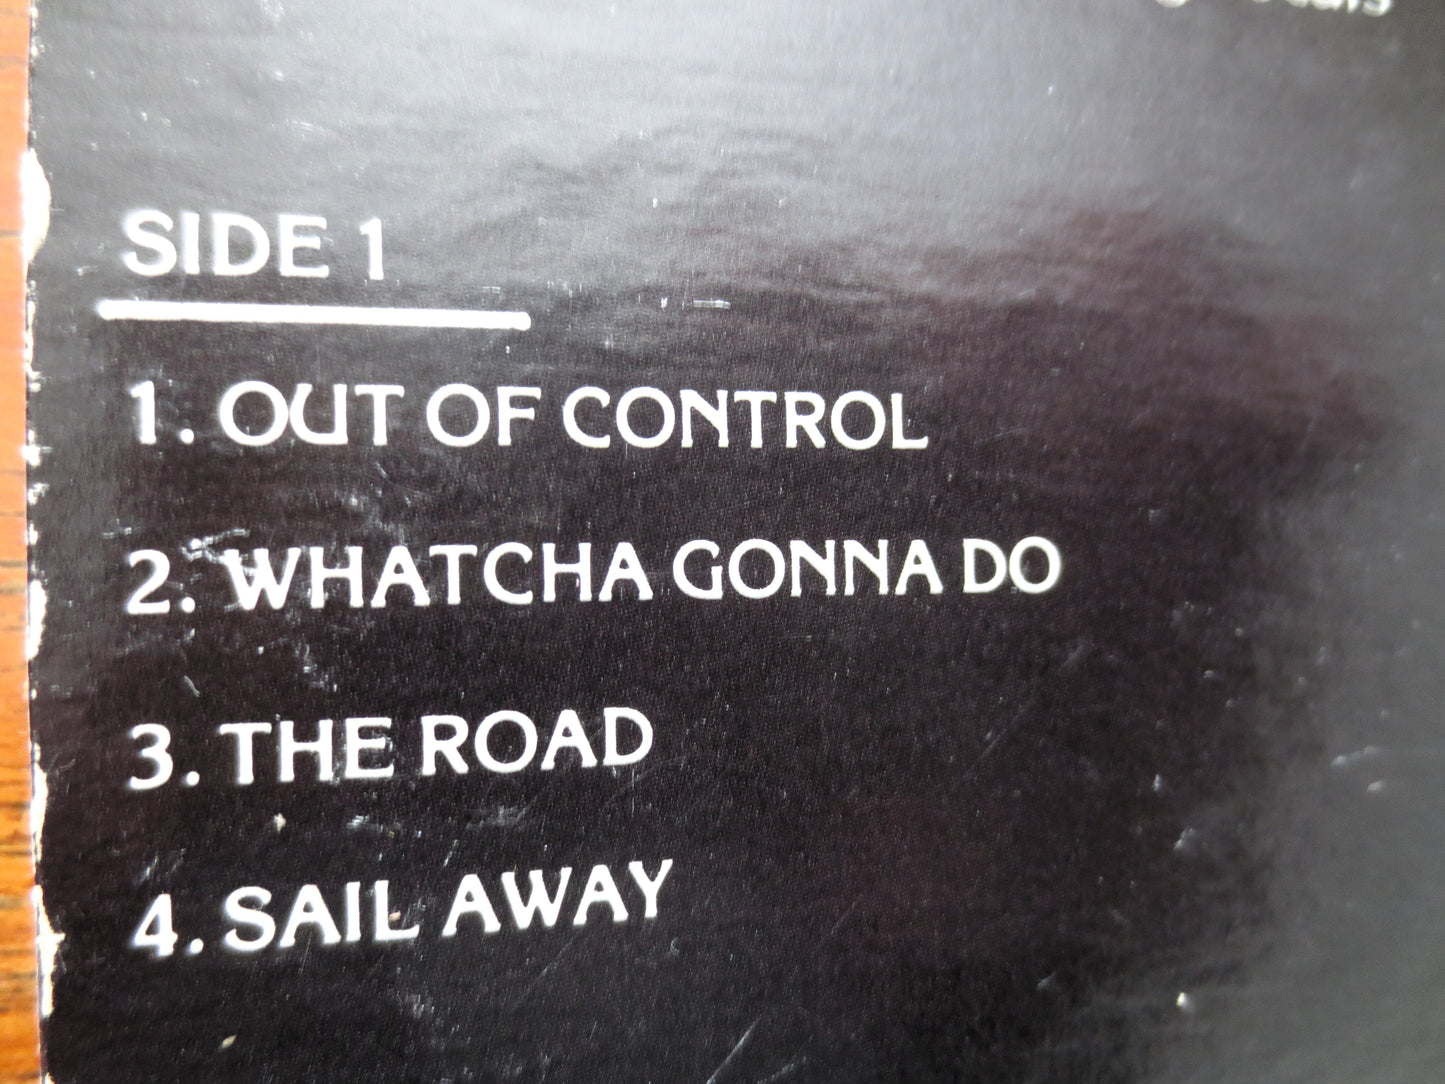 SIDE 1
1. OUT OF CONTROL
2. WHATCHA GONNA DO
3. THE ROAD
4. SAIL AWAY